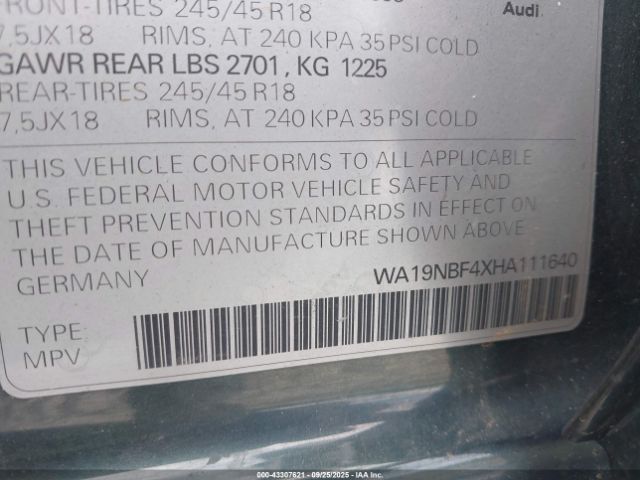 FRONT-TIRES 245/45 R18
Audi
7,5JX18 RIMS, AT 240 KPA 35 PSI COLD
GAWR REAR LBS 2701, KG 1225
REAR-TIRES 245/45 R18
7,5JX18 RIMS, AT 240 KPA 35 PSI COLD
THIS VEHICLE CONFORMS TO ALL APPLICABLE
U.S. FEDERAL MOTOR VEHICLE SAFETY AND
THEFT PREVENTION STANDARDS IN EFFECT ON
THE DATE OF MANUFACTURE SHOWN ABOVE
GERMANY WA19NBF4XHA111640
TYPE:
MPV
000-43307621 - 09/25/2025 - IAA Inc.